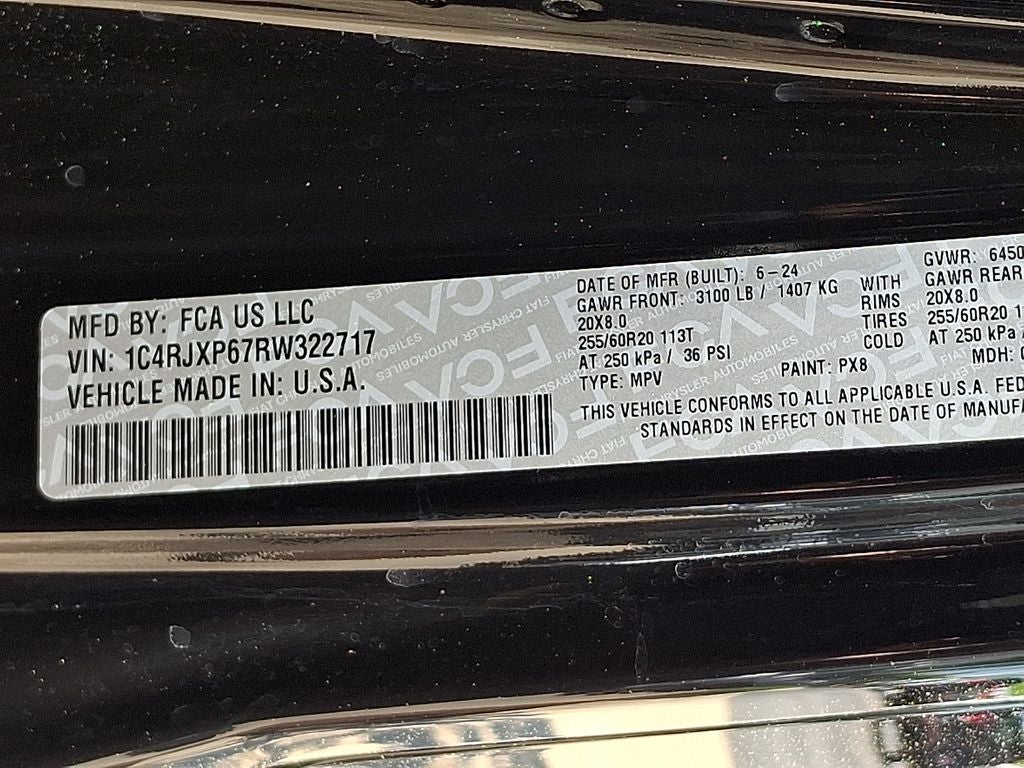 MFD BY: FCA US LLC
VIN: 1C4RJXP67RW322717
VEHICLE MADE IN: U.S.A.
DATE OF MFR (BUILT): 6-24
GAWR FRONT: 3100 LB / 1407 KG
20X8.0
255/60R20 113T
AT 250 kPa / 36 PSI
TYPE: MPV
WITH
RIMS
TIRES
COLD
GVWR: 6450
GAWR REAR
20X8.0
255/60R20
AT 250 kPa
PAINT: PX8
MDH:
THIS VEHICLE CONFORMS TO ALL APPLICABLE U.S.A. FED
STANDARDS IN EFFECT ON THE DATE OF MANUFA